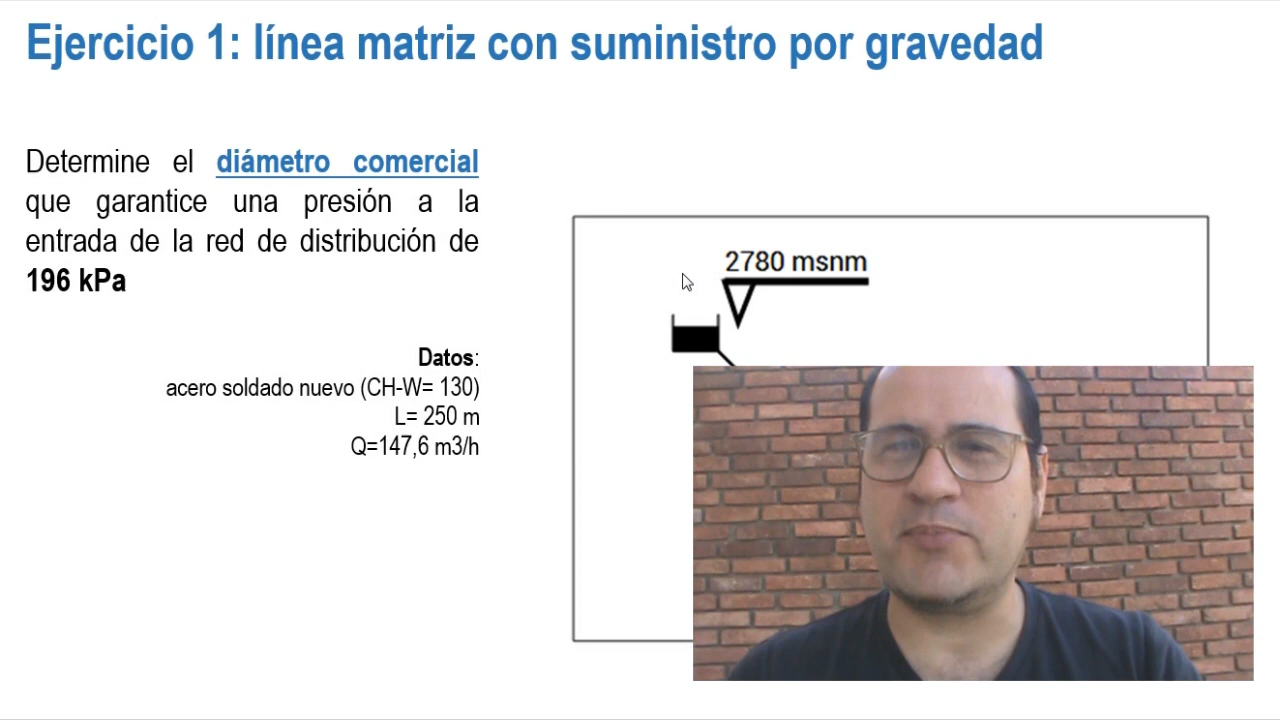 Ejercicio 1: línea matriz con suministro por gravedad
Determine el diámetro comercial
que garantice una presión a la
entrada de la red de distribución de
196 kPa
Datos:
acero soldado nuevo (CH-W= 130)
L= 250 m
Q=147,6 m3/h
2780 msnm